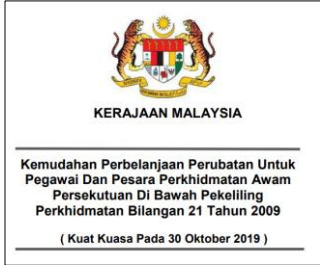 KERAJAAN MALAYSIA
Kemudahan Perbelanjaan Perubatan Untuk
Pegawai Dan Pesara Perkhidmatan Awam
Persekutuan Di Bawah Pekeliling
Perkhidmatan Bilangan 21 Tahun 2009
( Kuat Kuasa Pada 30 Oktober 2019 )